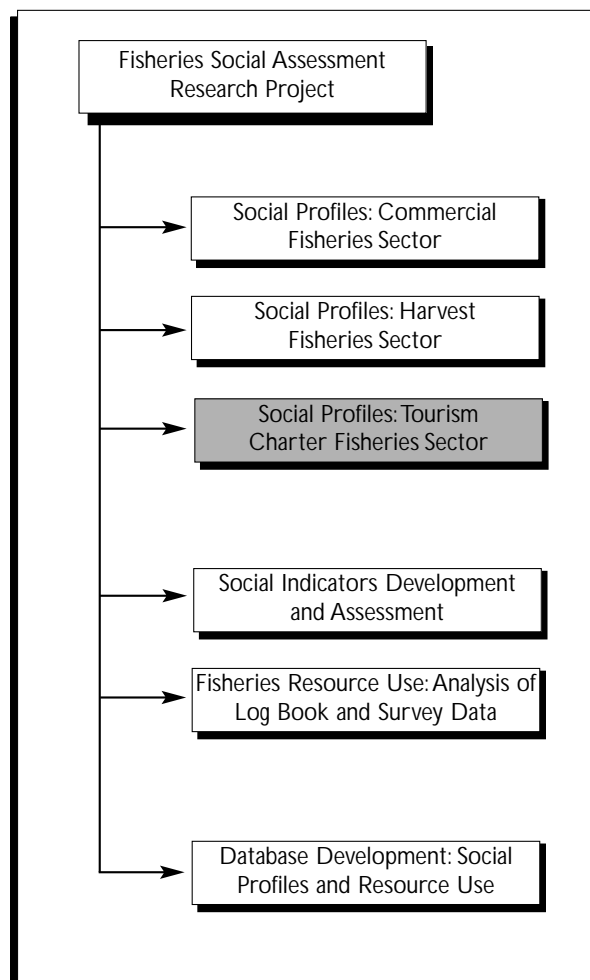 Fisheries Social Assessment
Research Project
Social Profiles: Commercial
Fisheries Sector
Social Profiles: Harvest
Fisheries Sector
Social Profiles: Tourism
Charter Fisheries Sector
Social Indicators Development
and Assessment
Fisheries Resource Use: Analysis of
Log Book and Survey Data
Database Development: Social
Profiles and Resource Use